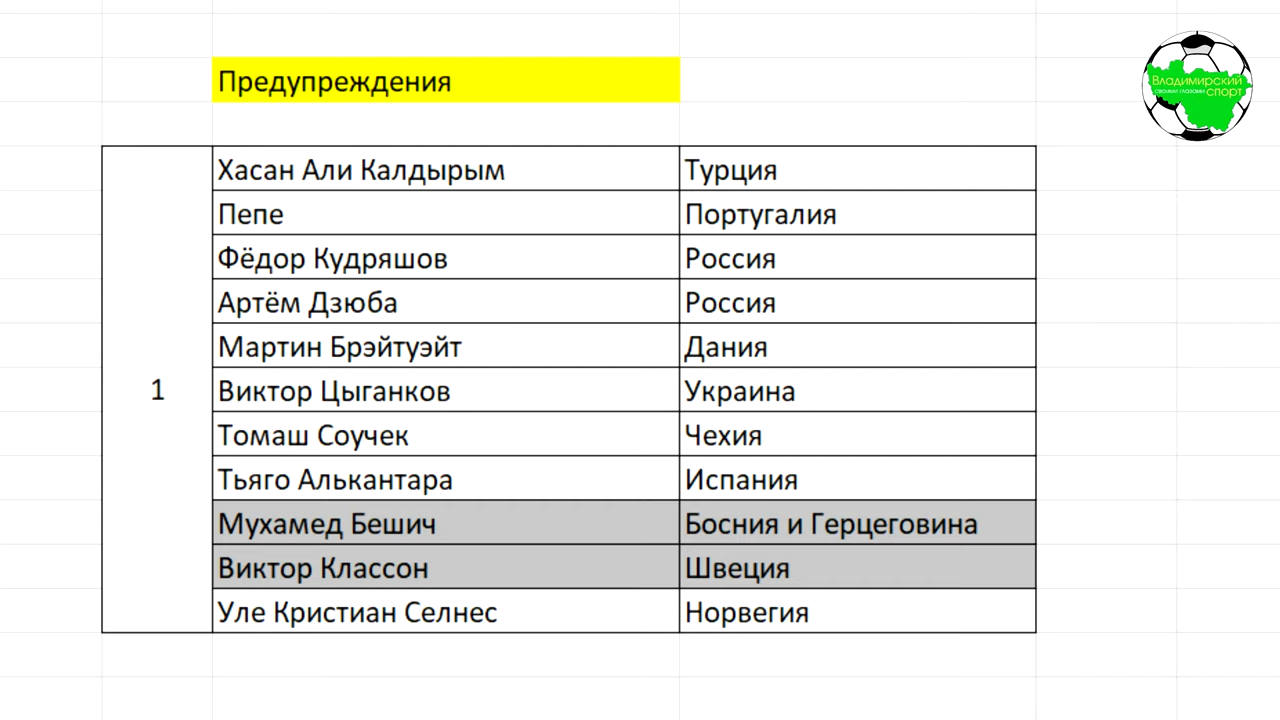 Предупреждения
Владимирский
своими глазами спорт
Хасан Али Калдырым Турция
Пепе Португалия
Фёдор Кудряшов Россия
Артём Дзюба Россия
Мартин Брэйтуэйт Дания
1 Виктор Цыганков Украина
Томаш Соучек Чехия
Тьяго Алькантара Испания
Мухамед Бешич Босния и Герцеговина
Виктор Классон Швеция
Уле Кристиан Селнес Норвегия